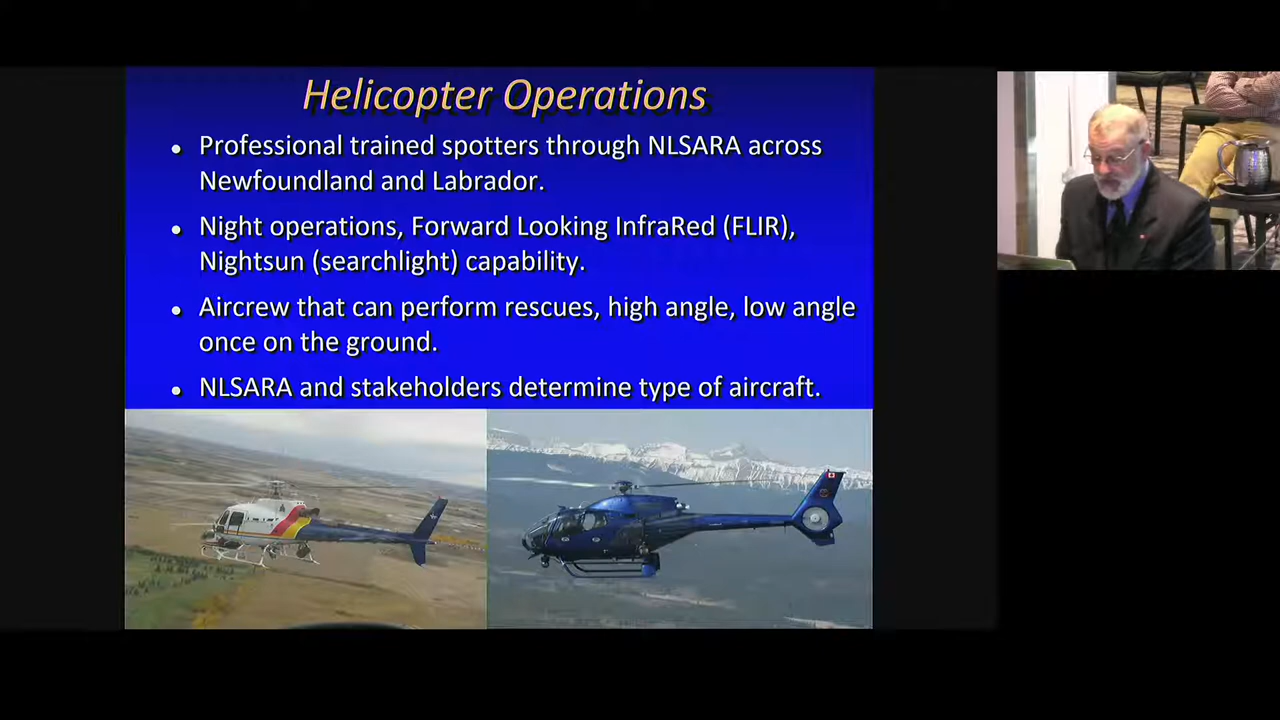 Helicopter Operations
• Professional trained spotters through NLSARA across
Newfoundland and Labrador.
• Night operations, Forward Looking InfraRed (FLIR),
Nightsun (searchlight) capability.
• Aircrew that can perform rescues, high angle, low angle
once on the ground.
• NLSARA and stakeholders determine type of aircraft.